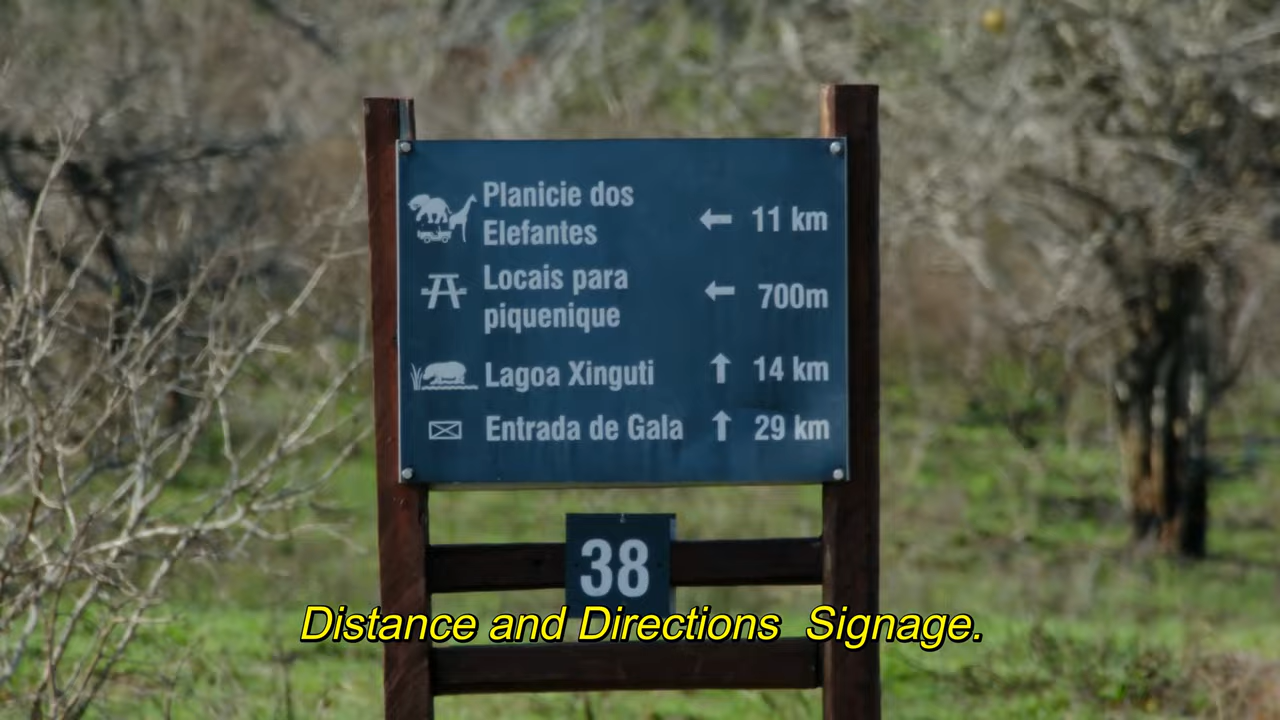 Planicie dos
Elefantes
11 km
Locais para
piquenique
700m
Lagoa Xinguti
14 km
Entrada de Gala
29 km
38
Distance and Directions Signage.